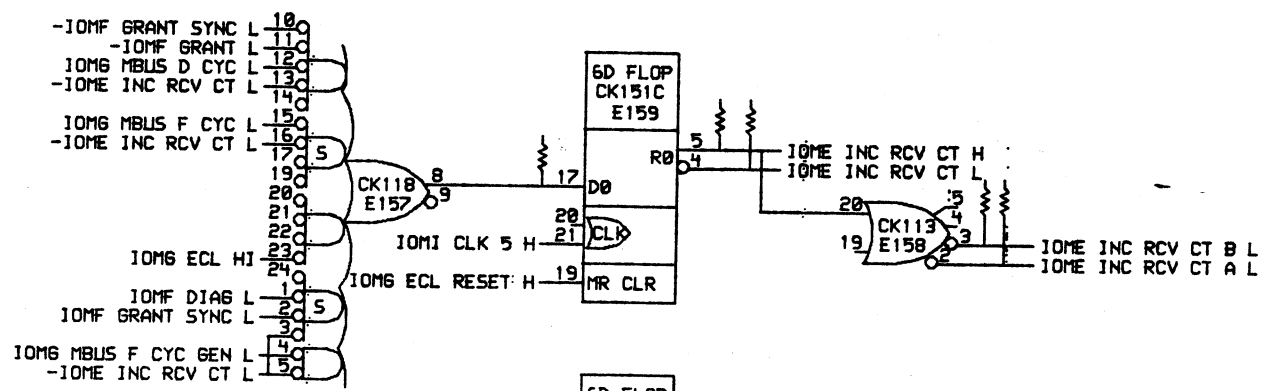 -IOMF GRANT SYNC L 10
-IOMF GRANT L 11
IOMG MBUS D CYC L 12
-IOME INC RCV CT L 13
14
IOMG MBUS F CYC L 15
-IOME INC RCV CT L 16
17 S
19
20
21
22
IOMG ECL HI 23
24
IOMF DIAG L 1
IOMF GRANT SYNC L 2 S
3
IOMG MBUS F CYC GEN L 4
-IOME INC RCV CT L 5
CK118
E157
8
9
6D FLOP
CK151C
E159
17 D0
R0
5
4
20
IOMI CLK 5 H 21 CLK
IOMG ECL RESET H 19 MR CLR
IOME INC RCV CT H
IOME INC RCV CT L
20
19
CK113
E158
5
4
3
2
IOME INC RCV CT B L
IOME INC RCV CT A L
6D FLOP